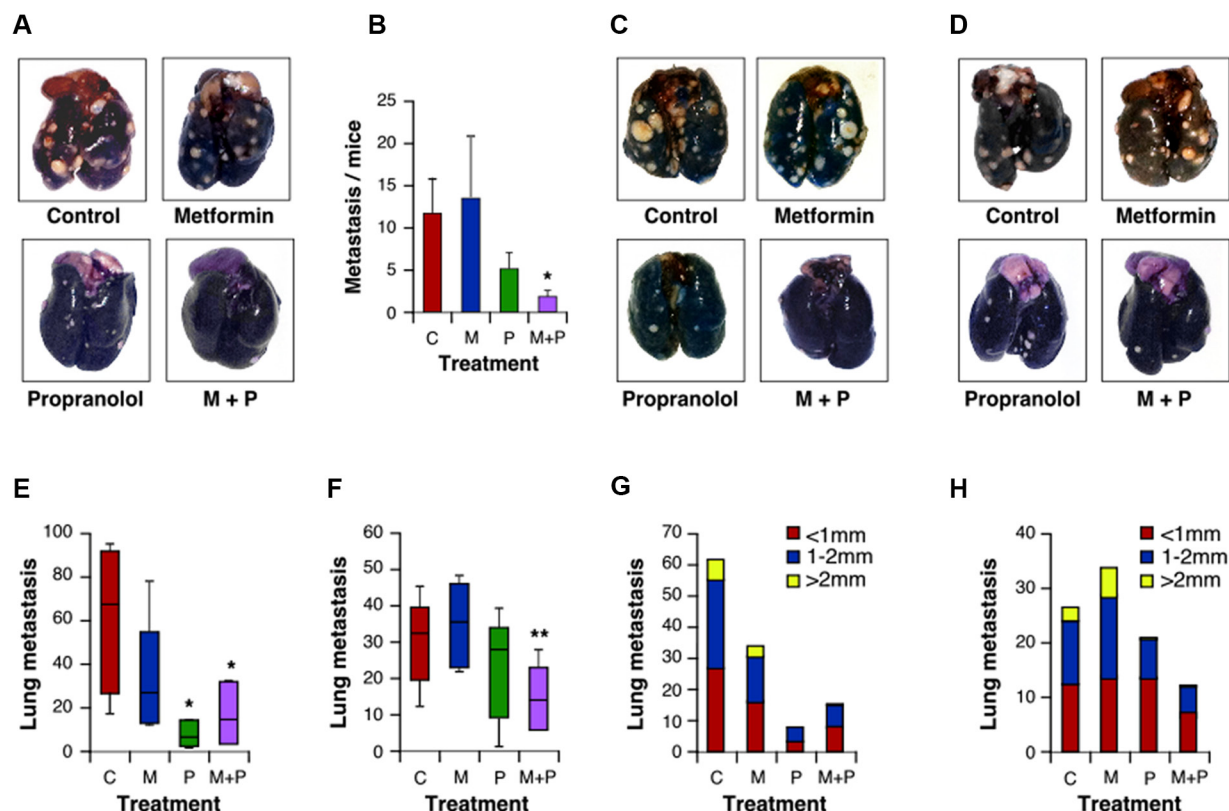 A
B
C
D
Control
Metformin
Propranolol
M + P
25
20
15
10
5
0
Metastasis / mice
*
C M P M+P
Treatment
Control
Metformin
Propranolol
M + P
Control
Metformin
Propranolol
M + P
E
F
G
H
100
80
60
40
20
0
Lung metastasis
*
*
C M P M+P
Treatment
60
50
40
30
20
10
0
Lung metastasis
**
C M P M+P
Treatment
70
60
50
40
30
20
10
0
Lung metastasis
<1mm
1-2mm
>2mm
C M P M+P
Treatment
40
30
20
10
0
Lung metastasis
<1mm
1-2mm
>2mm
C M P M+P
Treatment